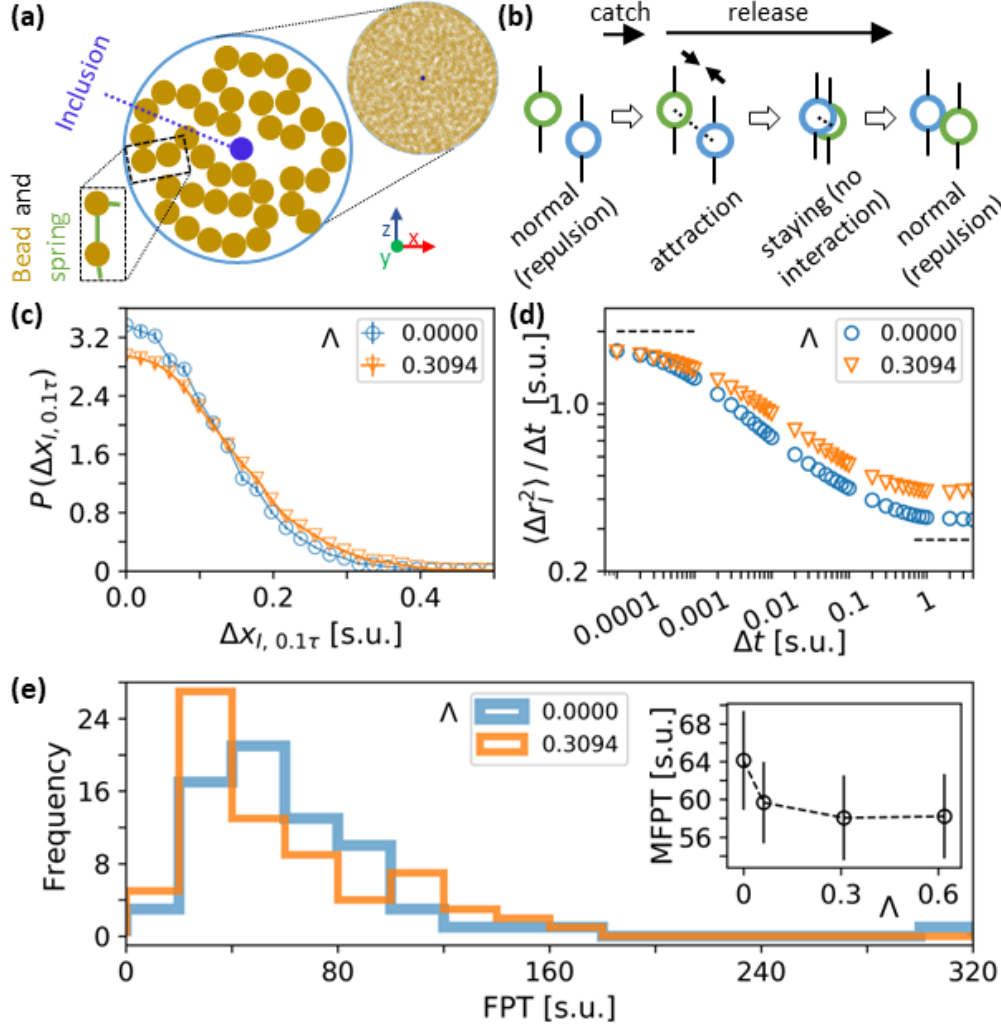 (a)
Inclusion
Bead and
spring
z
y
x
(b)
catch
release
normal
(repulsion)
attraction
staying (no
interaction)
normal
(repulsion)
(c)
P(Δx_{I, 0.1τ})
3.2
2.4
1.6
0.8
0
Λ
0.0000
0.3094
0.0
0.2
0.4
Δx_{I, 0.1τ} [s.u.]
(d)
⟨Δr_I^2⟩ / Δt [s.u.]
1.0
0.2
Λ
0.0000
0.3094
0.0001
0.001
0.01
0.1
1
Δt [s.u.]
(e)
Frequency
24
16
8
0
Λ
0.0000
0.3094
0
80
160
240
320
FPT [s.u.]
MFPT [s.u.]
68
64
60
56
0
0.3
0.6
Λ